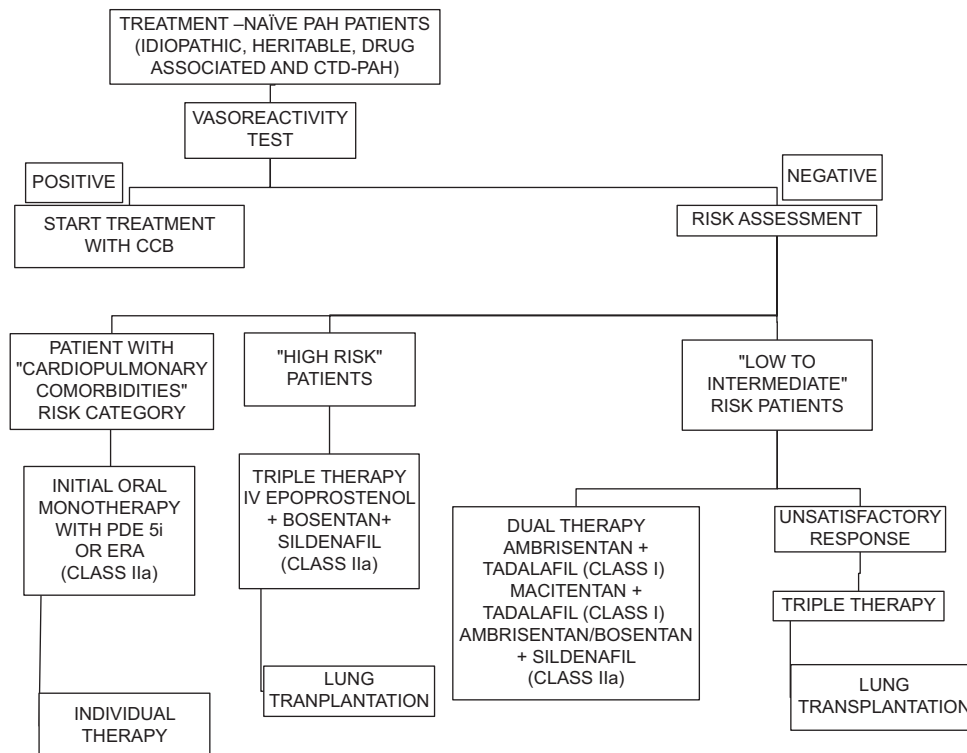 TREATMENT –NAÏVE PAH PATIENTS
(IDIOPATHIC, HERITABLE, DRUG
ASSOCIATED AND CTD-PAH)
VASOREACTIVITY
TEST
POSITIVE
NEGATIVE
START TREATMENT
WITH CCB
RISK ASSESSMENT
PATIENT WITH
"CARDIOPULMONARY
COMORBIDITIES"
RISK CATEGORY
"HIGH RISK"
PATIENTS
"LOW TO
INTERMEDIATE"
RISK PATIENTS
INITIAL ORAL
MONOTHERAPY
WITH PDE 5i
OR ERA
(CLASS IIa)
TRIPLE THERAPY
IV EPOPROSTENOL
+ BOSENTAN+
SILDENAFIL
(CLASS IIa)
DUAL THERAPY
AMBRISENTAN +
TADALAFIL (CLASS I)
MACITENTAN +
TADALAFIL (CLASS I)
AMBRISENTAN/BOSENTAN
+ SILDENAFIL
(CLASS IIa)
UNSATISFACTORY
RESPONSE
TRIPLE THERAPY
INDIVIDUAL
THERAPY
LUNG
TRANPLANTATION
LUNG
TRANSPLANTATION